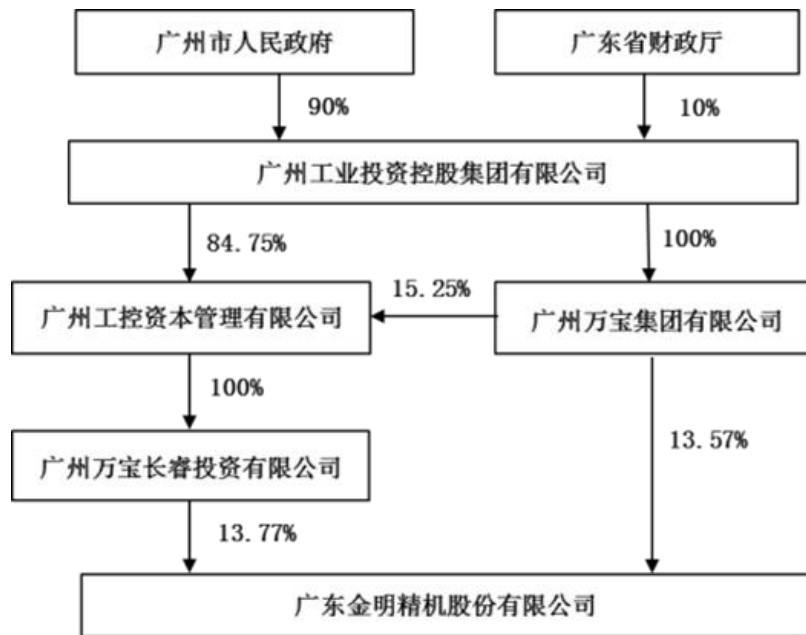 广州市人民政府
广东省财政厅
90%
10%
广州工业投资控股集团有限公司
84.75%
100%
15.25%
广州工控资本管理有限公司
广州万宝集团有限公司
100%
13.57%
广州万宝长睿投资有限公司
13.77%
广东金明精机股份有限公司